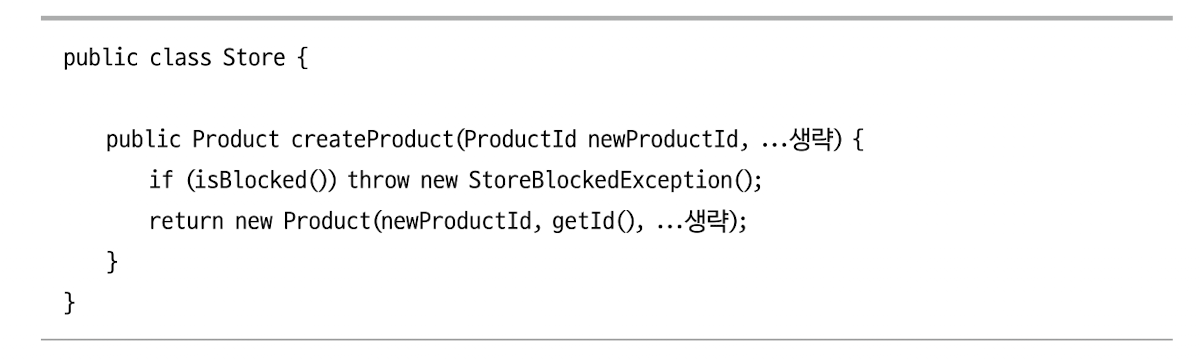 public class Store {
public Product createProduct(ProductId newProductId, ...생략) {
if (isBlocked()) throw new StoreBlockedException();
return new Product(newProductId, getId(), ...생략);
}
}